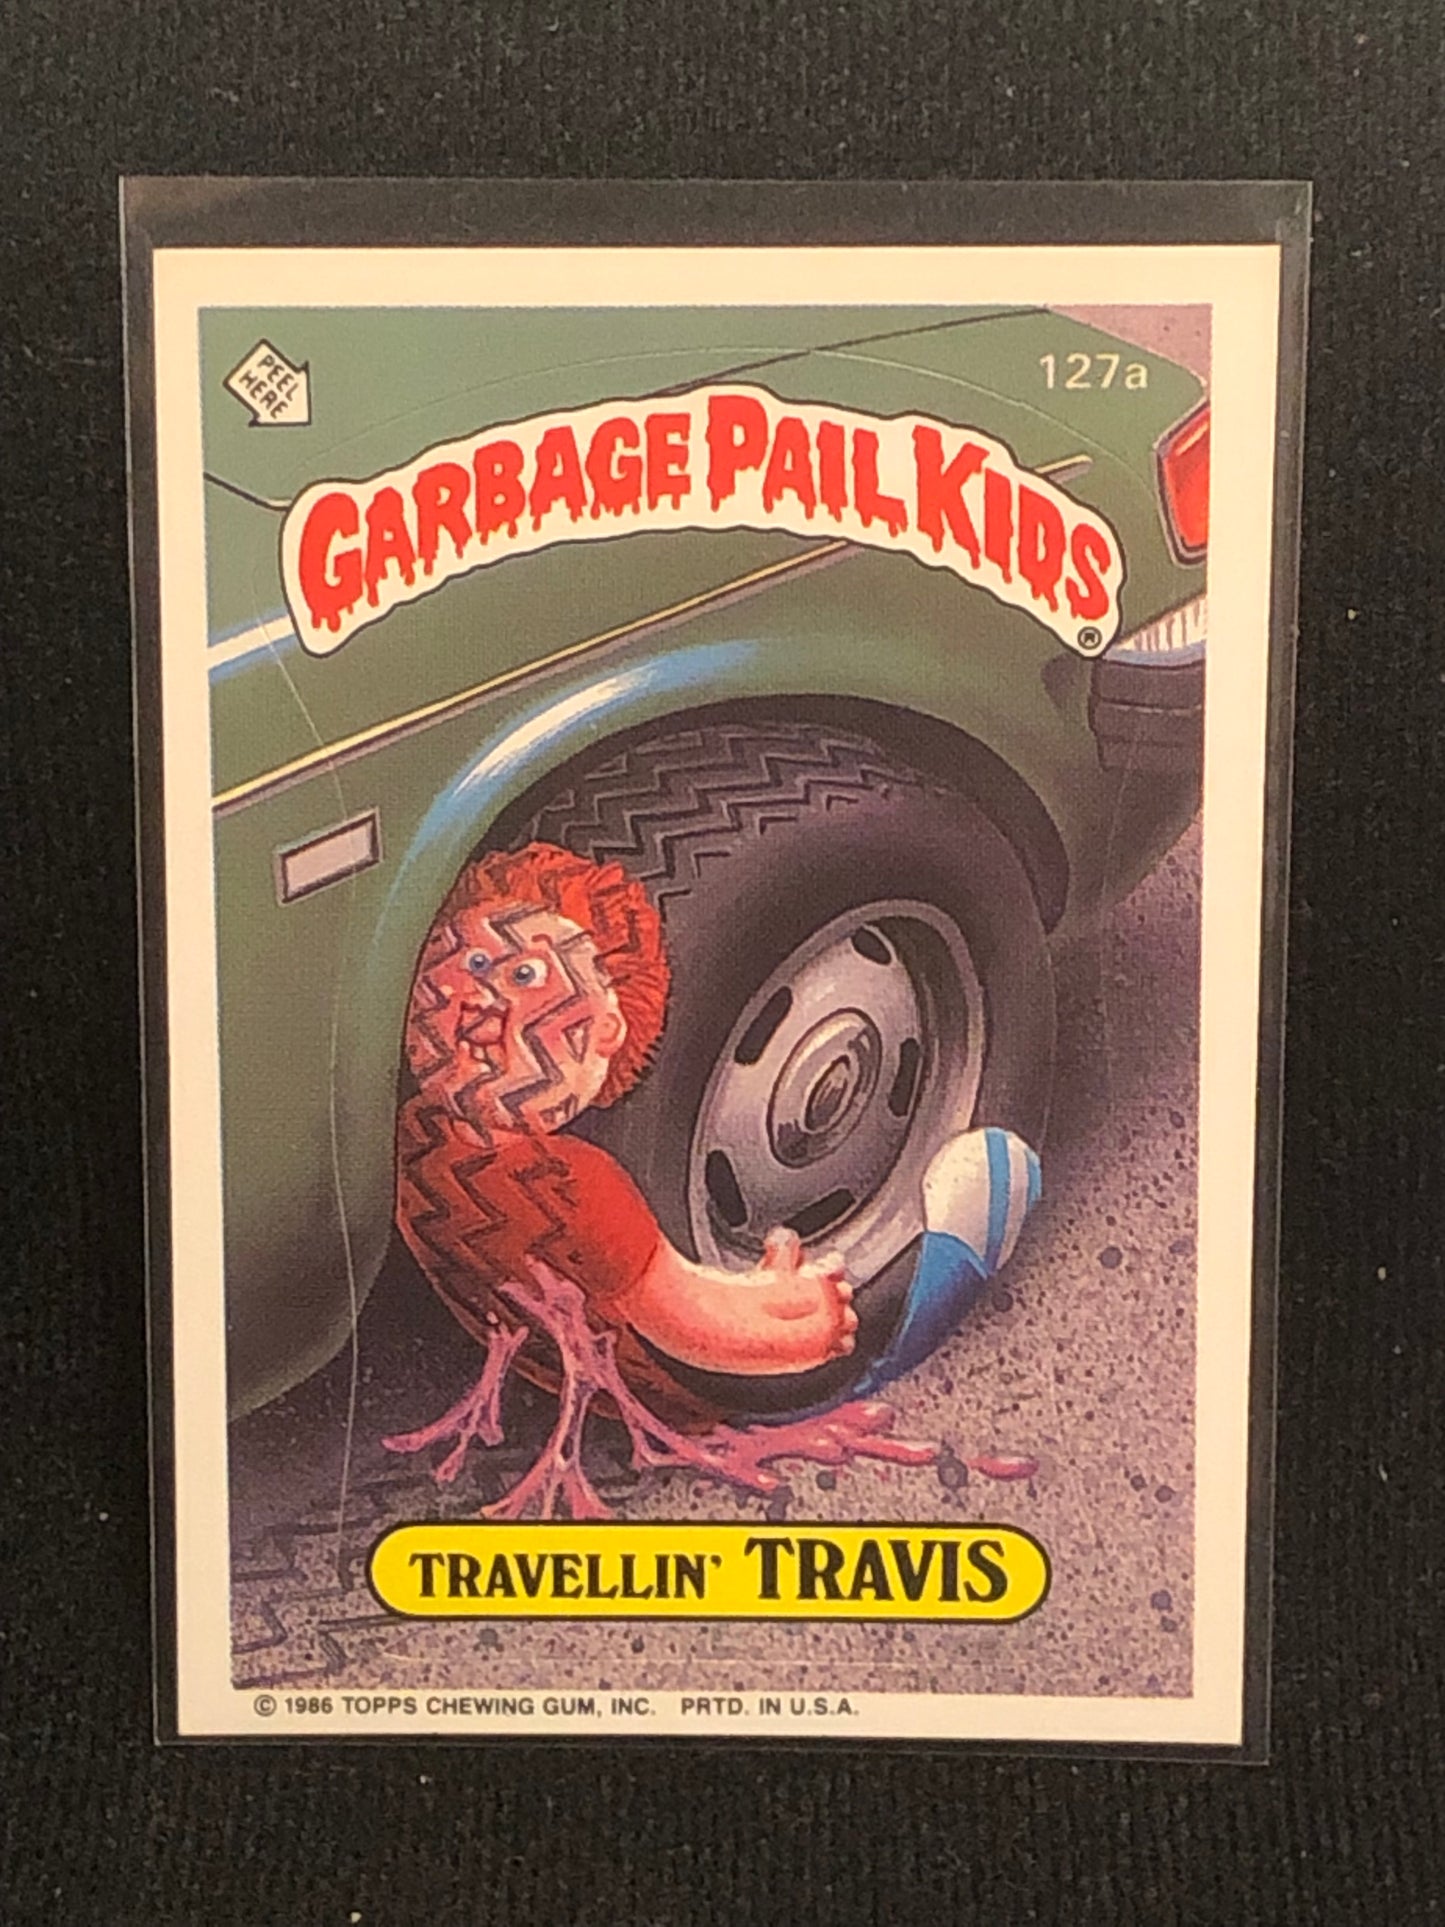 PEEL
HERE
127a
GARBAGE PAIL KIDS®
TRAVELLIN' TRAVIS
© 1986 TOPPS CHEWING GUM, INC. PRTD. IN U.S.A.